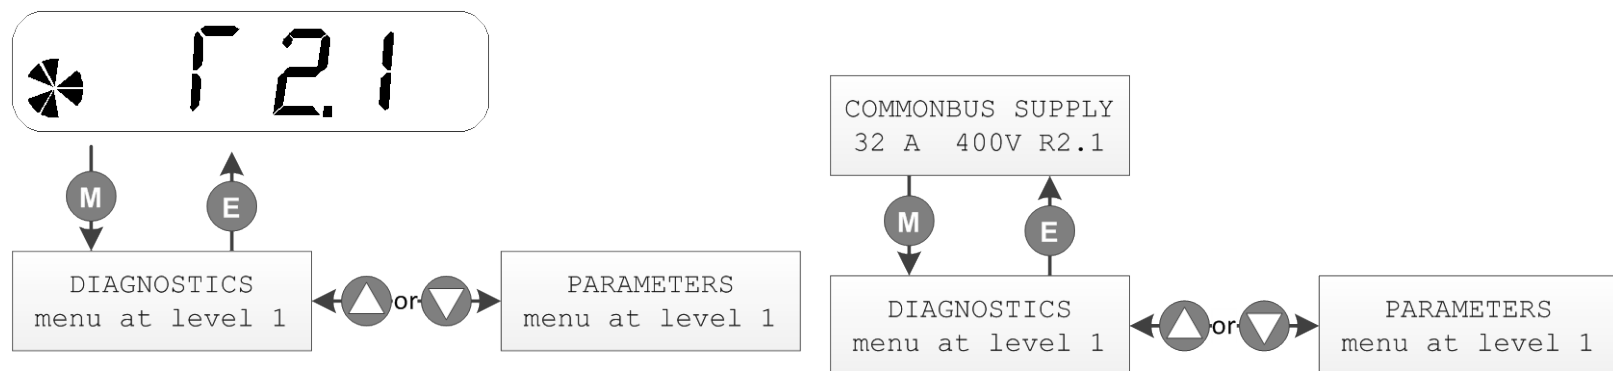 r 2.1
M
E
DIAGNOSTICS
menu at level 1
or
PARAMETERS
menu at level 1
COMMONBUS SUPPLY
32 A 400V R2.1
M
E
DIAGNOSTICS
menu at level 1
or
PARAMETERS
menu at level 1